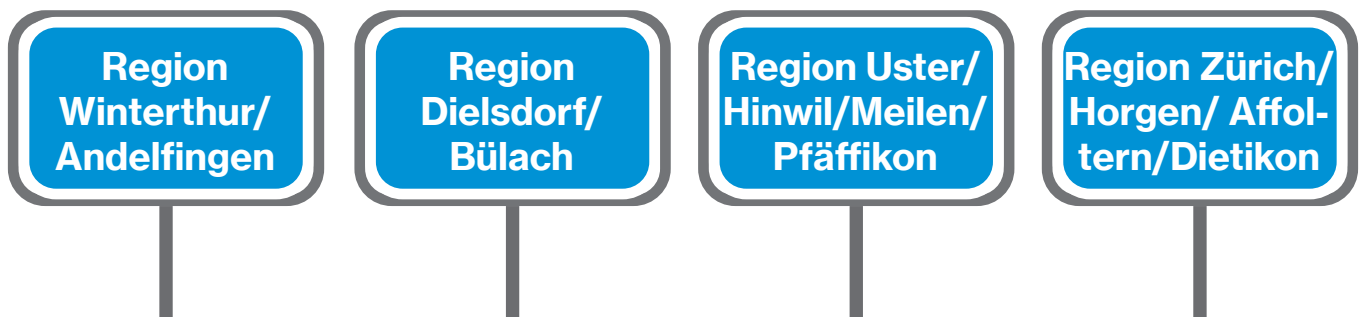 Region
Winterthur/
Andelfingen
Region
Dielsdorf/
Bülach
Region Uster/
Hinwil/Meilen/
Pfäffikon
Region Zürich/
Horgen/ Affol-
tern/Dietikon